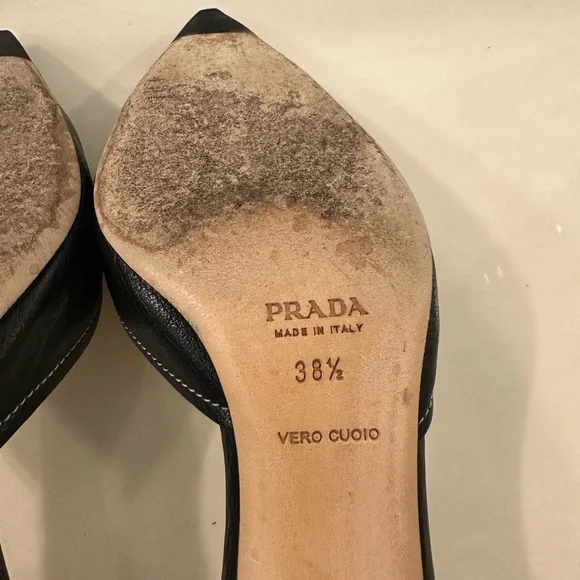 PRADA
MADE IN ITALY
38½
VERO CUOIO